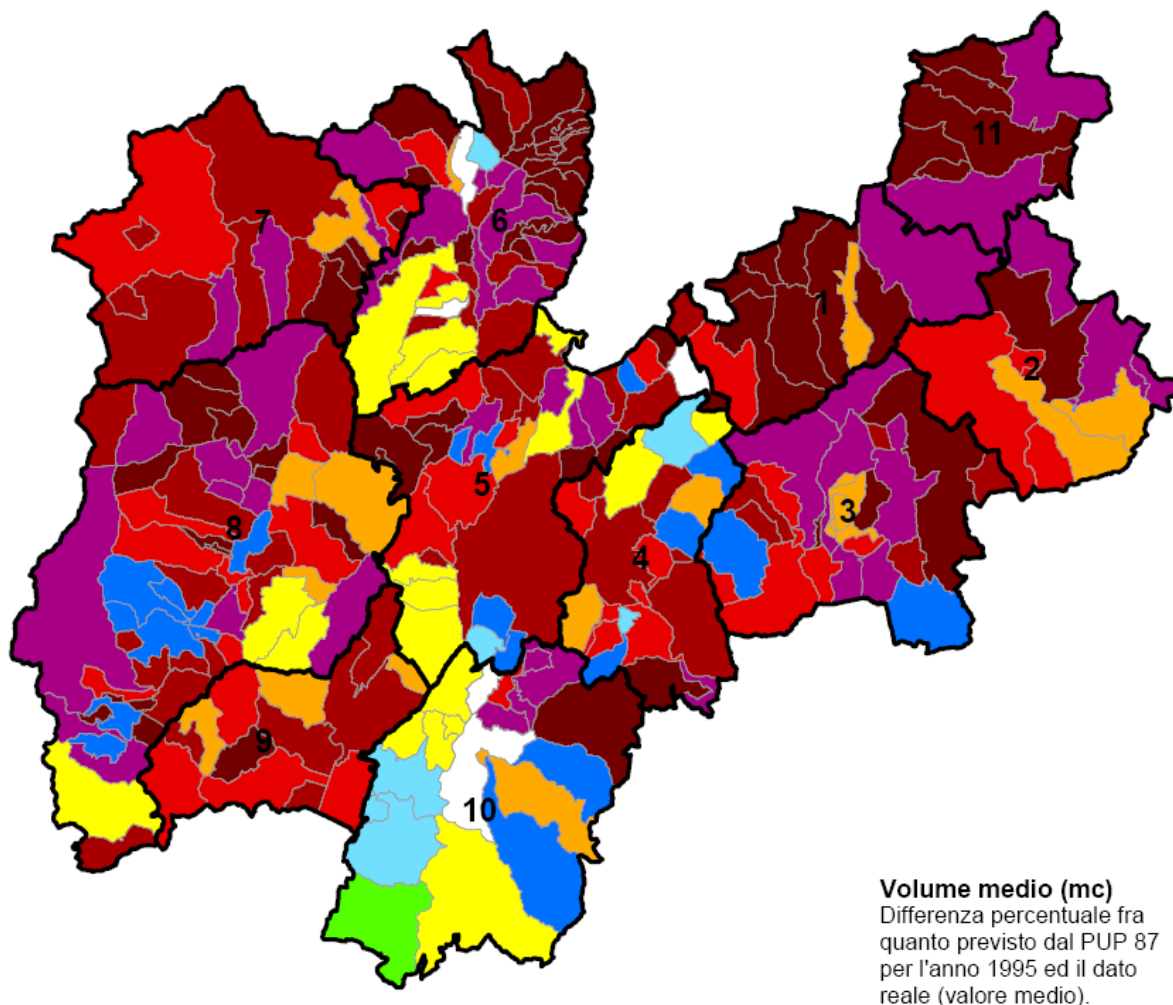 11
7
6
1
2
3
5
8
4
9
10
Volume medio (mc)
Differenza percentuale fra
quanto previsto dal PUP 87
per l'anno 1995 ed il dato
reale (valore medio).